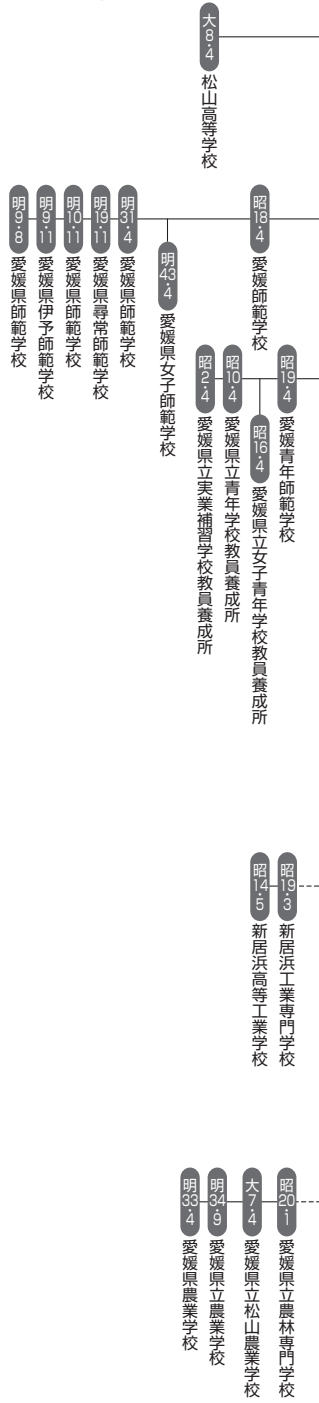 大8・4 松山高等学校
昭18・4 愛媛師範学校
明43・4 愛媛県女子師範学校
明31・4 愛媛県師範学校
明19・11 愛媛県尋常師範学校
明10・11 愛媛県師範学校
明9・11 愛媛県伊予師範学校
明9・8 愛媛県師範学校
昭19・4 愛媛青年師範学校
昭16・4 愛媛県立女子青年学校教員養成所
昭10・4 愛媛県立青年学校教員養成所
昭2・4 愛媛県立実業補習学校教員養成所
昭19・3 新居浜工業専門学校
昭14・5 新居浜高等工業学校
昭20・1 愛媛県立農林専門学校
大7・4 愛媛県立松山農業学校
明34・9 愛媛県立農業学校
明33・4 愛媛県農業学校